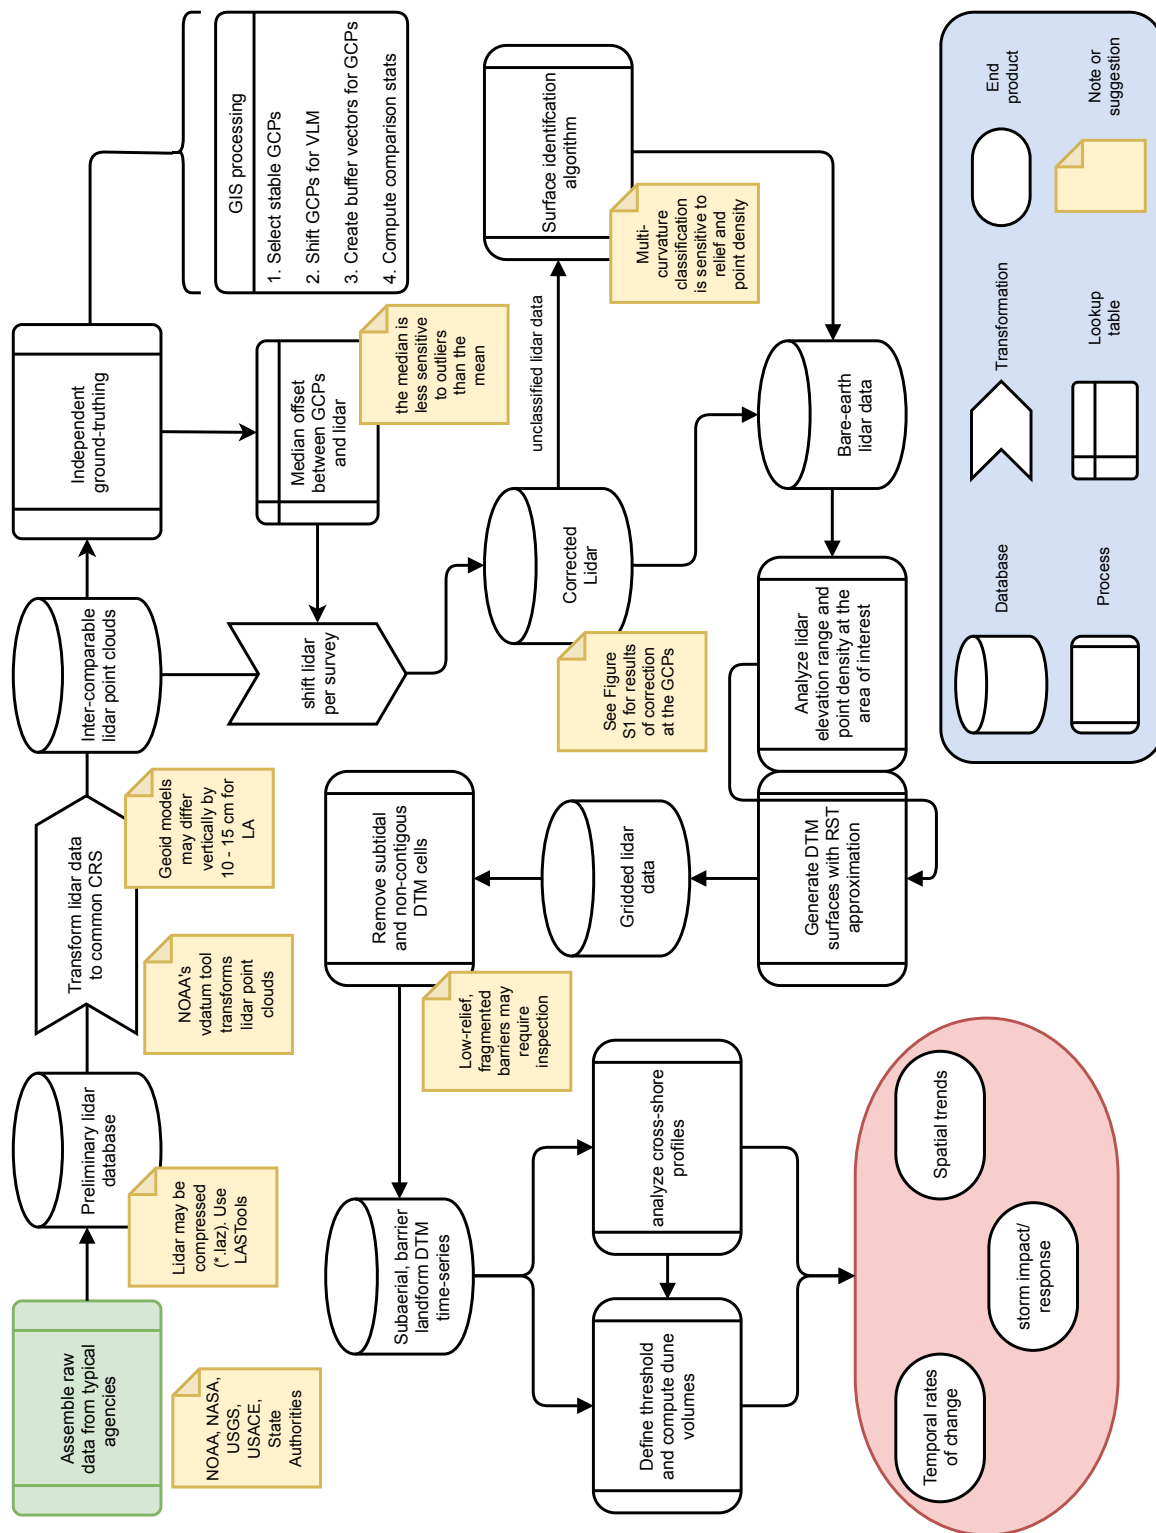 Assemble raw
data from typical
agencies
NOAA, NASA,
USGS,
USACE,
State
Authorities
Preliminary lidar
database
Lidar may be
compressed
(*.laz). Use
LASTools
Transform lidar data
to common CRS
NOAA's
vdatum tool
transforms
lidar point
clouds
Geoid models
may differ
vertically by
10 - 15 cm for
LA
Inter-comparable
lidar point clouds
Independent
ground-truthing
GIS processing
1. Select stable GCPs
2. Shift GCPs for VLM
3. Create buffer vectors for GCPs
4. Compute comparison stats
Median offset
between GCPs
and lidar
the median is
less sensitive
to outliers
than the
mean
shift lidar
per survey
Corrected
Lidar
See Figure
S1 for results
of correction
at the GCPs
unclassified lidar data
Surface identifcation
algorithm
Multi-
curvature
classification
is sensitive to
relief and
point density
Bare-earth
lidar data
Analyze lidar
elevation range and
point density at the
area of interest
Generate DTM
surfaces with RST
approximation
Gridded lidar
data
Remove subtidal
and non-contigous
DTM cells
Low-relief,
fragmented
barriers may
require
inspection
Subaerial, barrier
landform DTM
time-series
analyze cross-shore
profiles
Define threshold
and compute dune
volumes
Temporal rates
of change
storm impact/
response
Spatial trends
Database
Transformation
End
product
Process
Lookup
table
Note or
suggestion